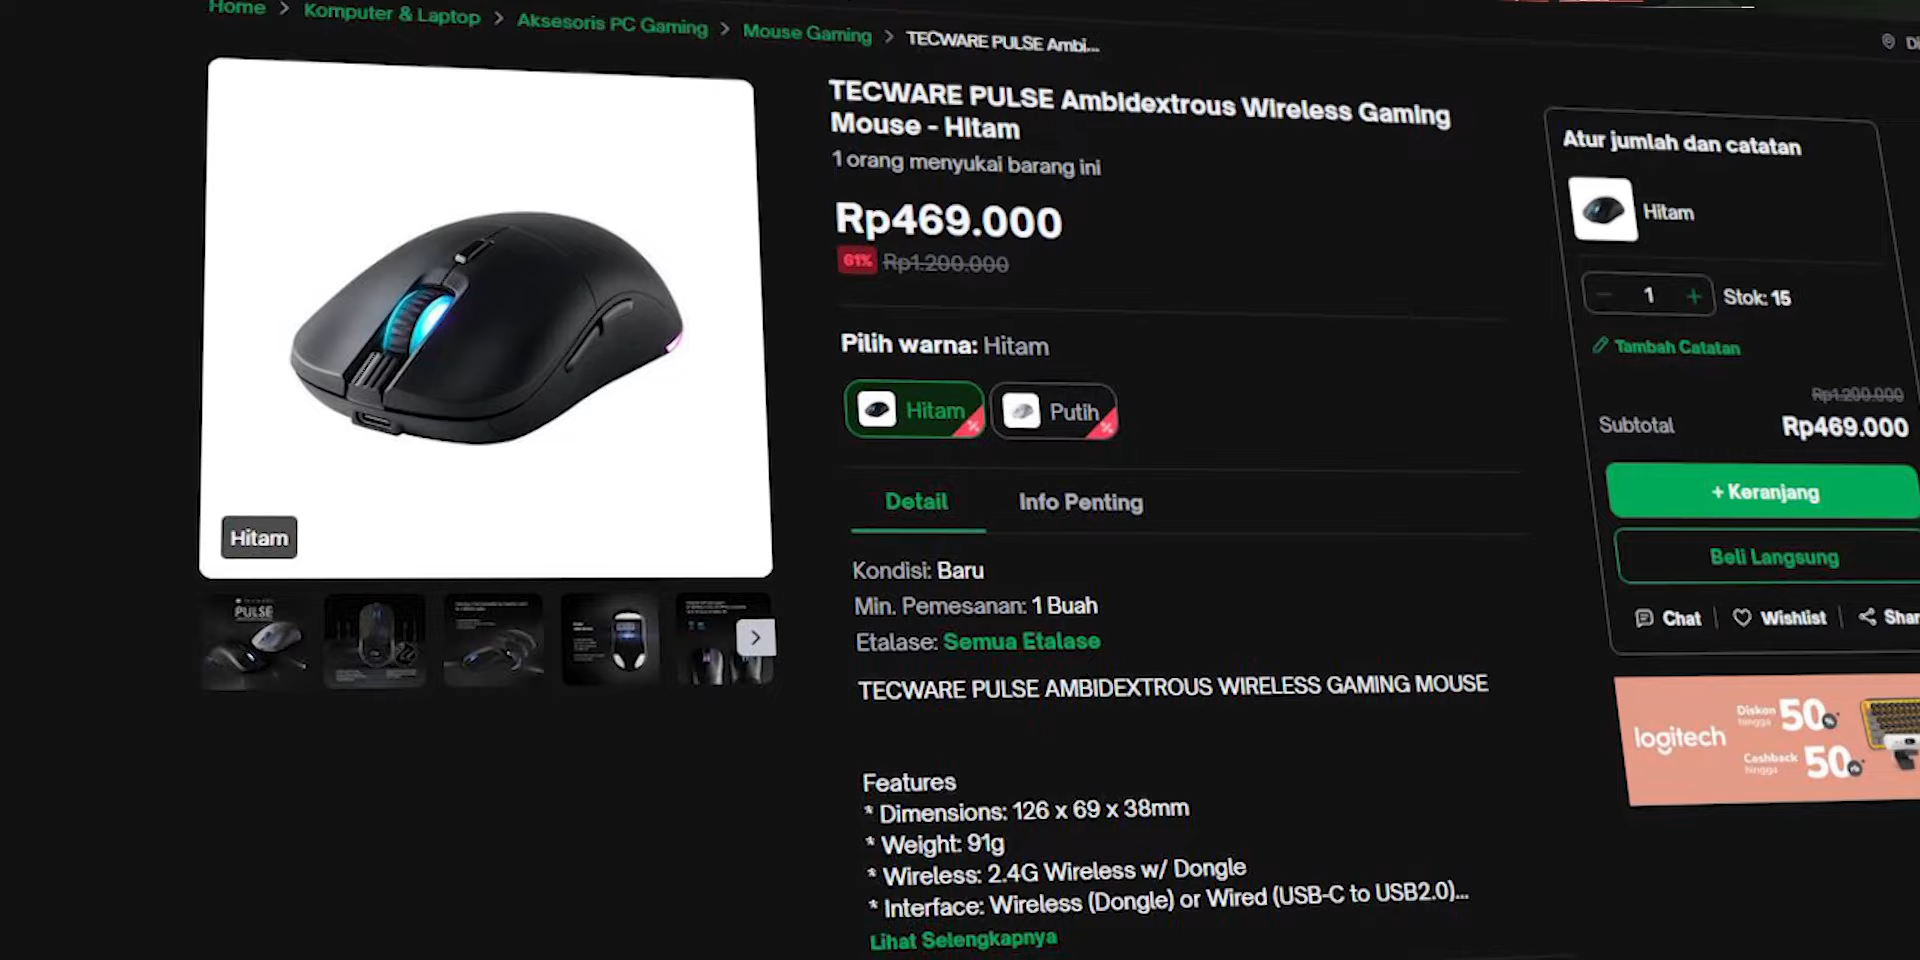 Home > Komputer & Laptop > Aksesoris PC Gaming > Mouse Gaming > TECWARE PULSE Ambi...
TECWARE PULSE Ambidextrous Wireless Gaming
Mouse - Hitam
1 orang menyukai barang ini
Rp469.000
61% Rp1.200.000
Pilih warna: Hitam
Hitam
Putih
Detail
Info Penting
Kondisi: Baru
Min. Pemesanan: 1 Buah
Etalase: Semua Etalase
TECWARE PULSE AMBIDEXTROUS WIRELESS GAMING MOUSE
Features
* Dimensions: 126 x 69 x 38mm
* Weight: 91g
* Wireless: 2.4G Wireless w/ Dongle
* Interface: Wireless (Dongle) or Wired (USB-C to USB2.0)...
Lihat Selengkapnya
Hitam
PULSE
Atur jumlah dan catatan
Hitam
1
Stok: 15
Tambah Catatan
Rp1.200.000
Subtotal
Rp469.000
+ Keranjang
Beli Langsung
Chat
Wishlist
Shar
logitech
Diskon
hingga
50%
Cashback
hingga
50